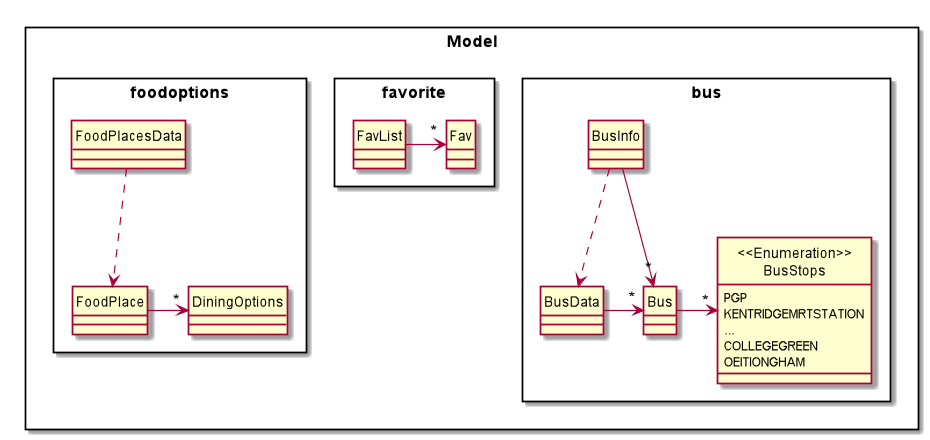 Model
foodoptions
favorite
bus
FoodPlacesData
FavList
*
Fav
BusInfo
<<Enumeration>>
BusStops
PGP
KENTRIDGEMRTSTATION
...
COLLEGEGREEN
OEITIONGHAM
FoodPlace
*
DiningOptions
BusData
*
*
Bus
*